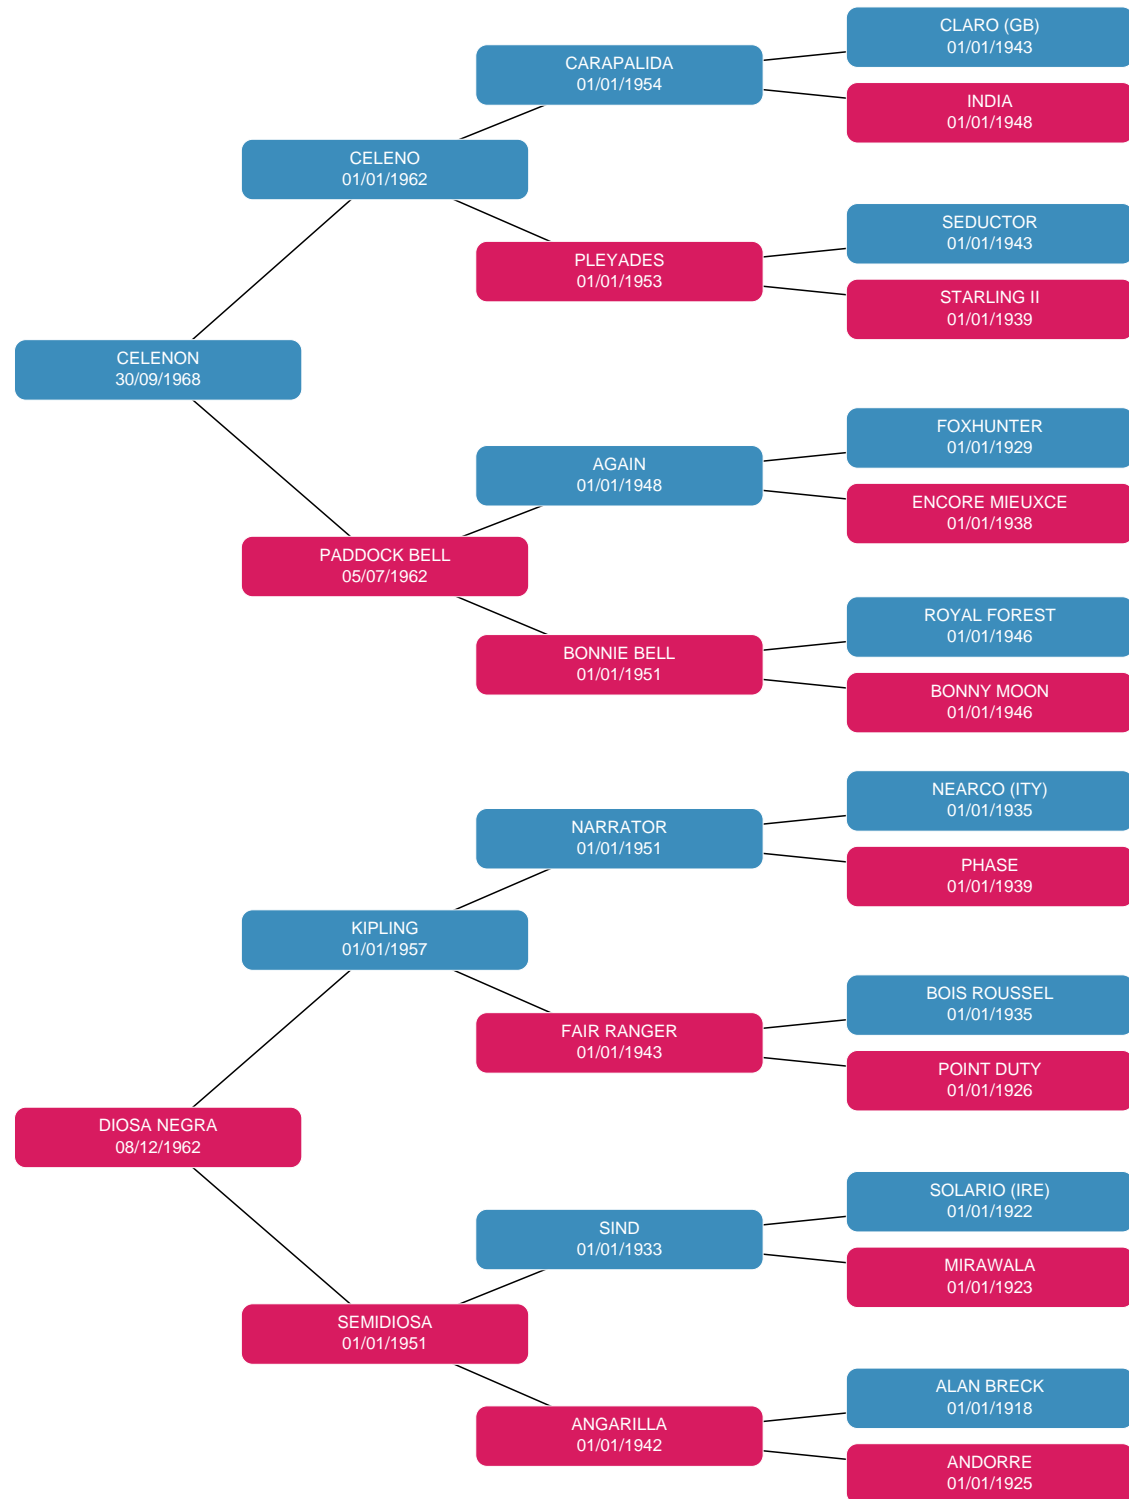 CLARO (GB)
01/01/1943
CARAPALIDA
01/01/1954
INDIA
01/01/1948
CELENO
01/01/1962
SEDUCTOR
01/01/1943
PLEYADES
01/01/1953
STARLING II
01/01/1939
CELENON
30/09/1968
FOXHUNTER
01/01/1929
AGAIN
01/01/1948
ENCORE MIEUXCE
01/01/1938
PADDOCK BELL
05/07/1962
ROYAL FOREST
01/01/1946
BONNIE BELL
01/01/1951
BONNY MOON
01/01/1946
NEARCO (ITY)
01/01/1935
NARRATOR
01/01/1951
PHASE
01/01/1939
KIPLING
01/01/1957
BOIS ROUSSEL
01/01/1935
FAIR RANGER
01/01/1943
POINT DUTY
01/01/1926
DIOSA NEGRA
08/12/1962
SOLARIO (IRE)
01/01/1922
SIND
01/01/1933
MIRAWALA
01/01/1923
SEMIDIOSA
01/01/1951
ALAN BRECK
01/01/1918
ANGARILLA
01/01/1942
ANDORRE
01/01/1925